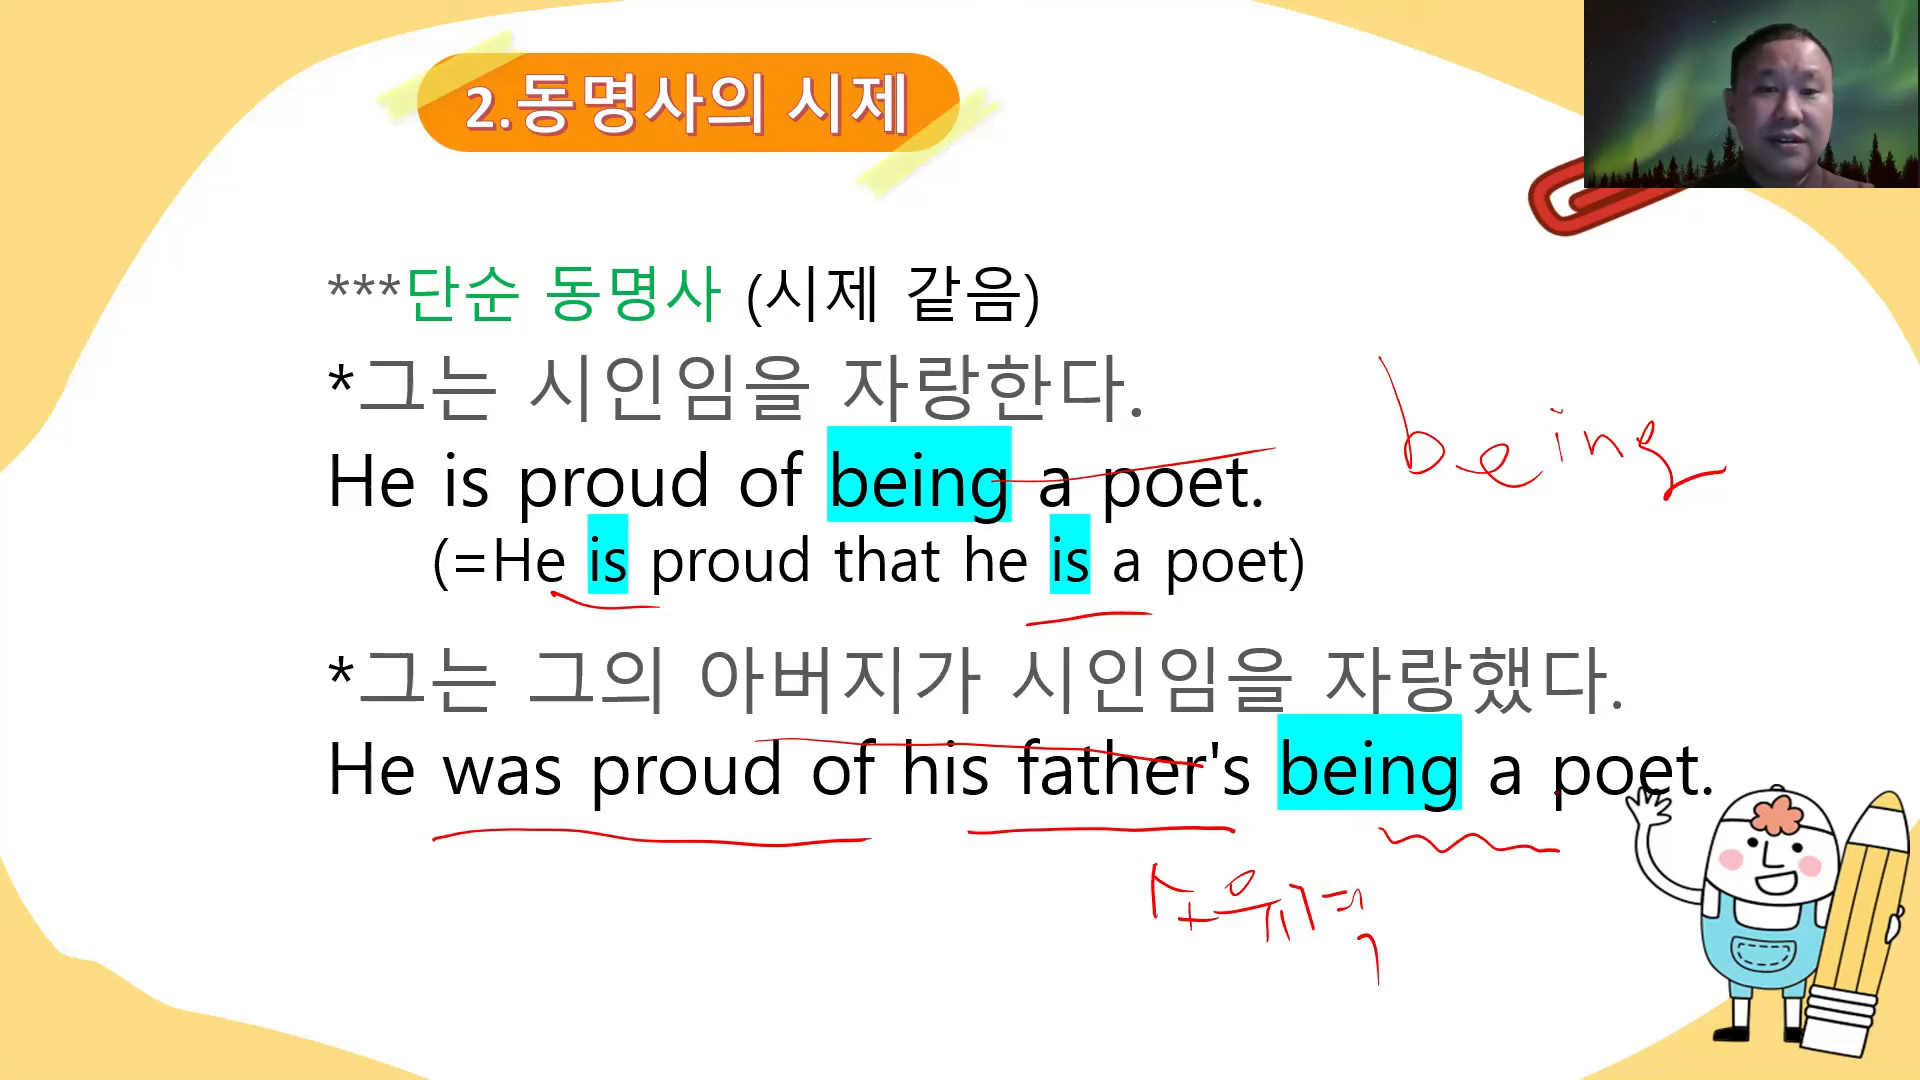 2.동명사의 시제
***단순 동명사 (시제 같음)
*그는 시인임을 자랑한다.
being
He is proud of being a poet.
(=He is proud that he is a poet)
*그는 그의 아버지가 시인임을 자랑했다.
He was proud of his father's being a poet.
소유격